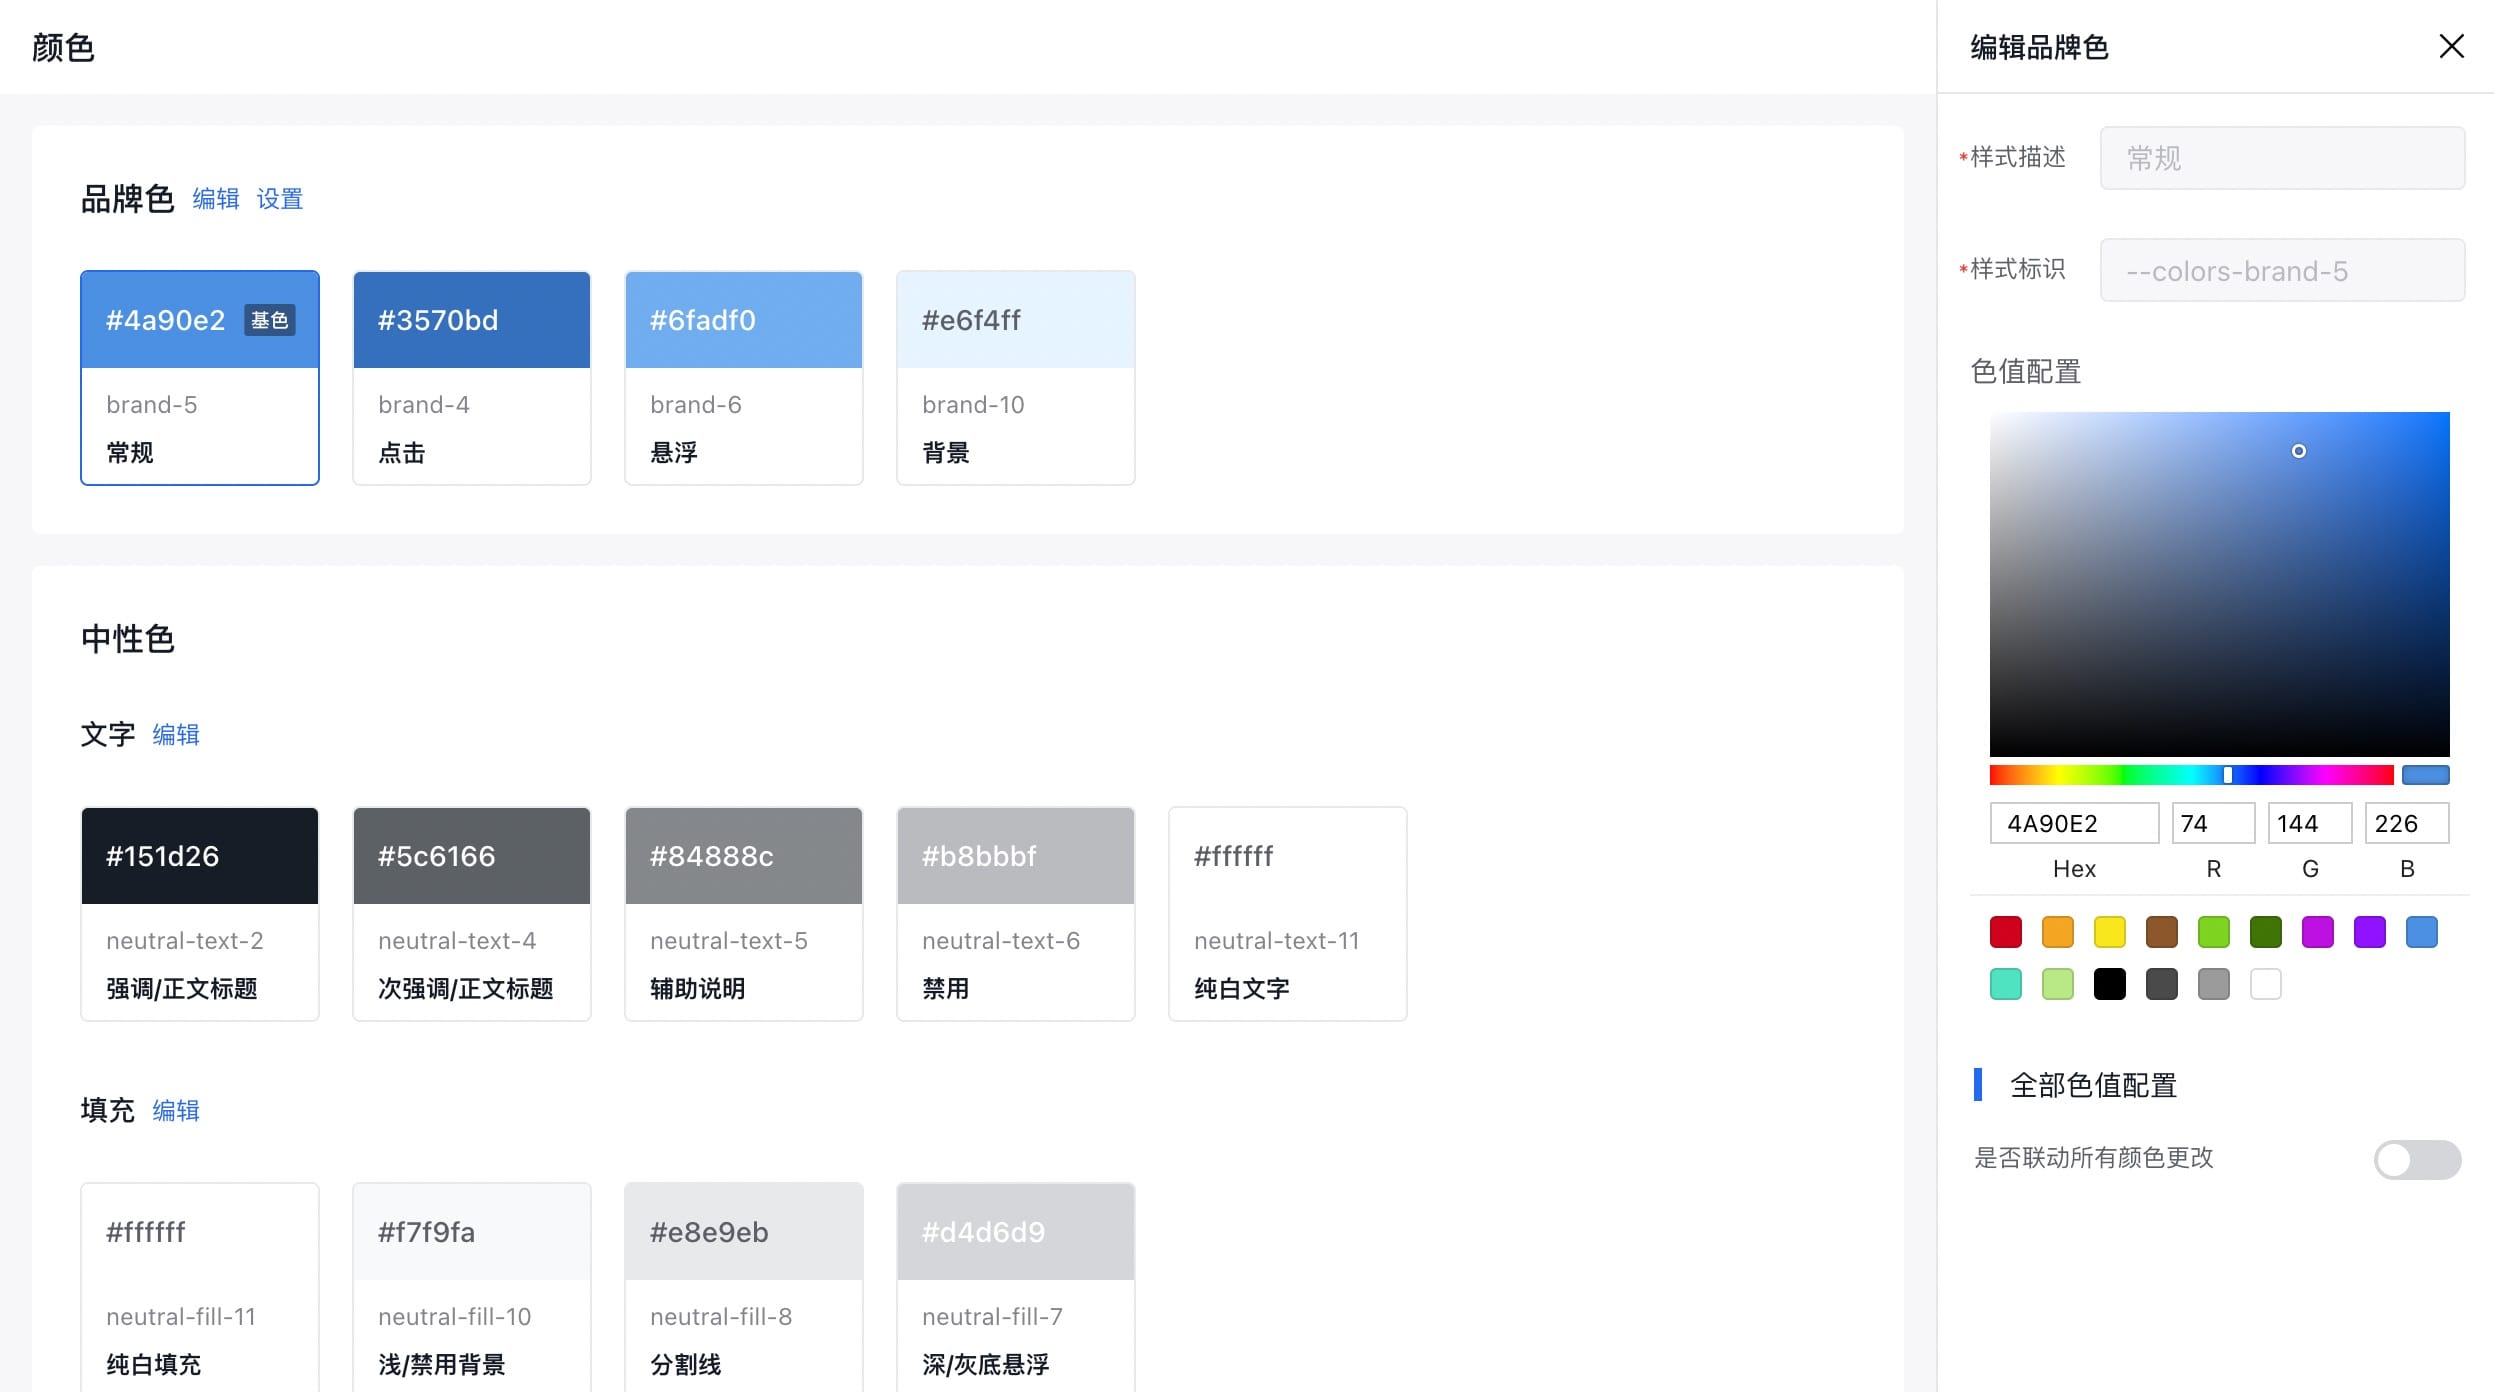 颜色
品牌色 编辑 设置
#4a90e2 基色
brand-5
常规
#3570bd
brand-4
点击
#6fadf0
brand-6
悬浮
#e6f4ff
brand-10
背景
中性色
文字 编辑
#151d26
neutral-text-2
强调/正文标题
#5c6166
neutral-text-4
次强调/正文标题
#84888c
neutral-text-5
辅助说明
#b8bbbf
neutral-text-6
禁用
#ffffff
neutral-text-11
纯白文字
填充 编辑
#ffffff
neutral-fill-11
纯白填充
#f7f9fa
neutral-fill-10
浅/禁用背景
#e8e9eb
neutral-fill-8
分割线
#d4d6d9
neutral-fill-7
深/灰底悬浮
编辑品牌色
*样式描述 常规
*样式标识 --colors-brand-5
色值配置
4A90E2 74 144 226
Hex R G B
全部色值配置
是否联动所有颜色更改